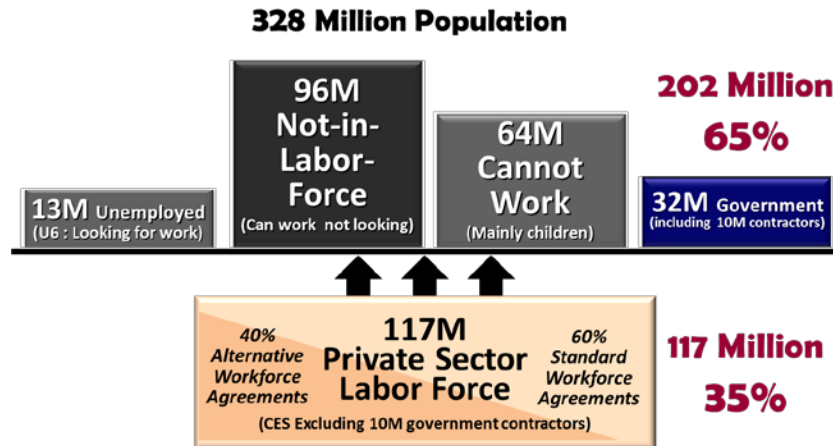 328 Million Population
96M
Not-in-
Labor-
Force
(Can work not looking)
64M
Cannot
Work
(Mainly children)
202 Million
65%
13M Unemployed
(U6 : Looking for work)
32M Government
(including 10M contractors)
40%
Alternative
Workforce
Agreements
117M
Private Sector
Labor Force
60%
Standard
Workforce
Agreements
(CES Excluding 10M government contractors)
117 Million
35%